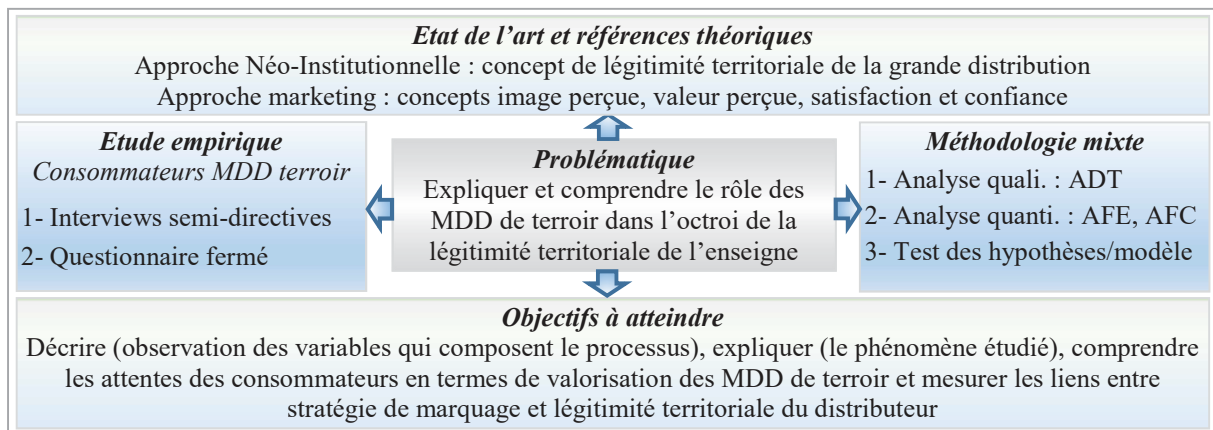 Etat de l'art et références théoriques
Approche Néo-Institutionnelle : concept de légitimité territoriale de la grande distribution
Approche marketing : concepts image perçue, valeur perçue, satisfaction et confiance
Etude empirique
Consommateurs MDD terroir
1- Interviews semi-directives
2- Questionnaire fermé
Problématique
Expliquer et comprendre le rôle des
MDD de terroir dans l'octroi de la
légitimité territoriale de l'enseigne
Méthodologie mixte
1- Analyse quali. : ADT
2- Analyse quanti. : AFE, AFC
3- Test des hypothèses/modèle
Objectifs à atteindre
Décrire (observation des variables qui composent le processus), expliquer (le phénomène étudié), comprendre
les attentes des consommateurs en termes de valorisation des MDD de terroir et mesurer les liens entre
stratégie de marquage et légitimité territoriale du distributeur